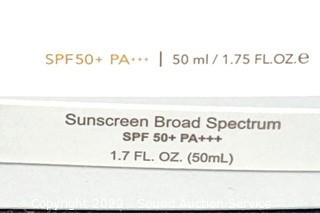 SPF50+ PA+++ | 50 ml / 1.75 FL.OZ.℮
Sunscreen Broad Spectrum
SPF 50+ PA+++
1.7 FL. OZ. (50mL)